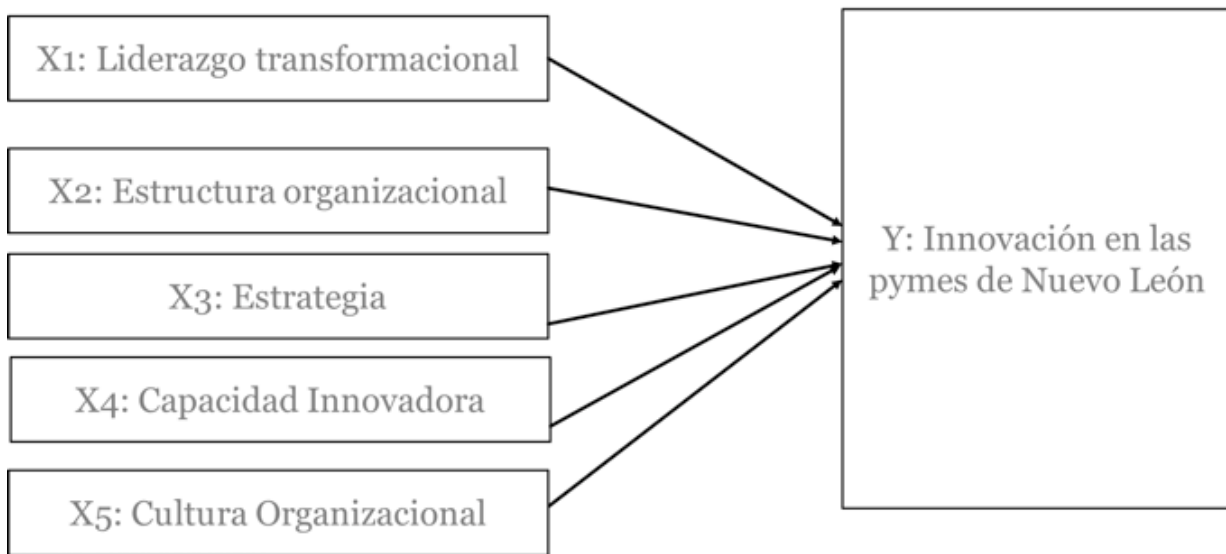 X1: Liderazgo transformacional
X2: Estructura organizacional
X3: Estrategia
X4: Capacidad Innovadora
X5: Cultura Organizacional
Y: Innovación en las
pymes de Nuevo León